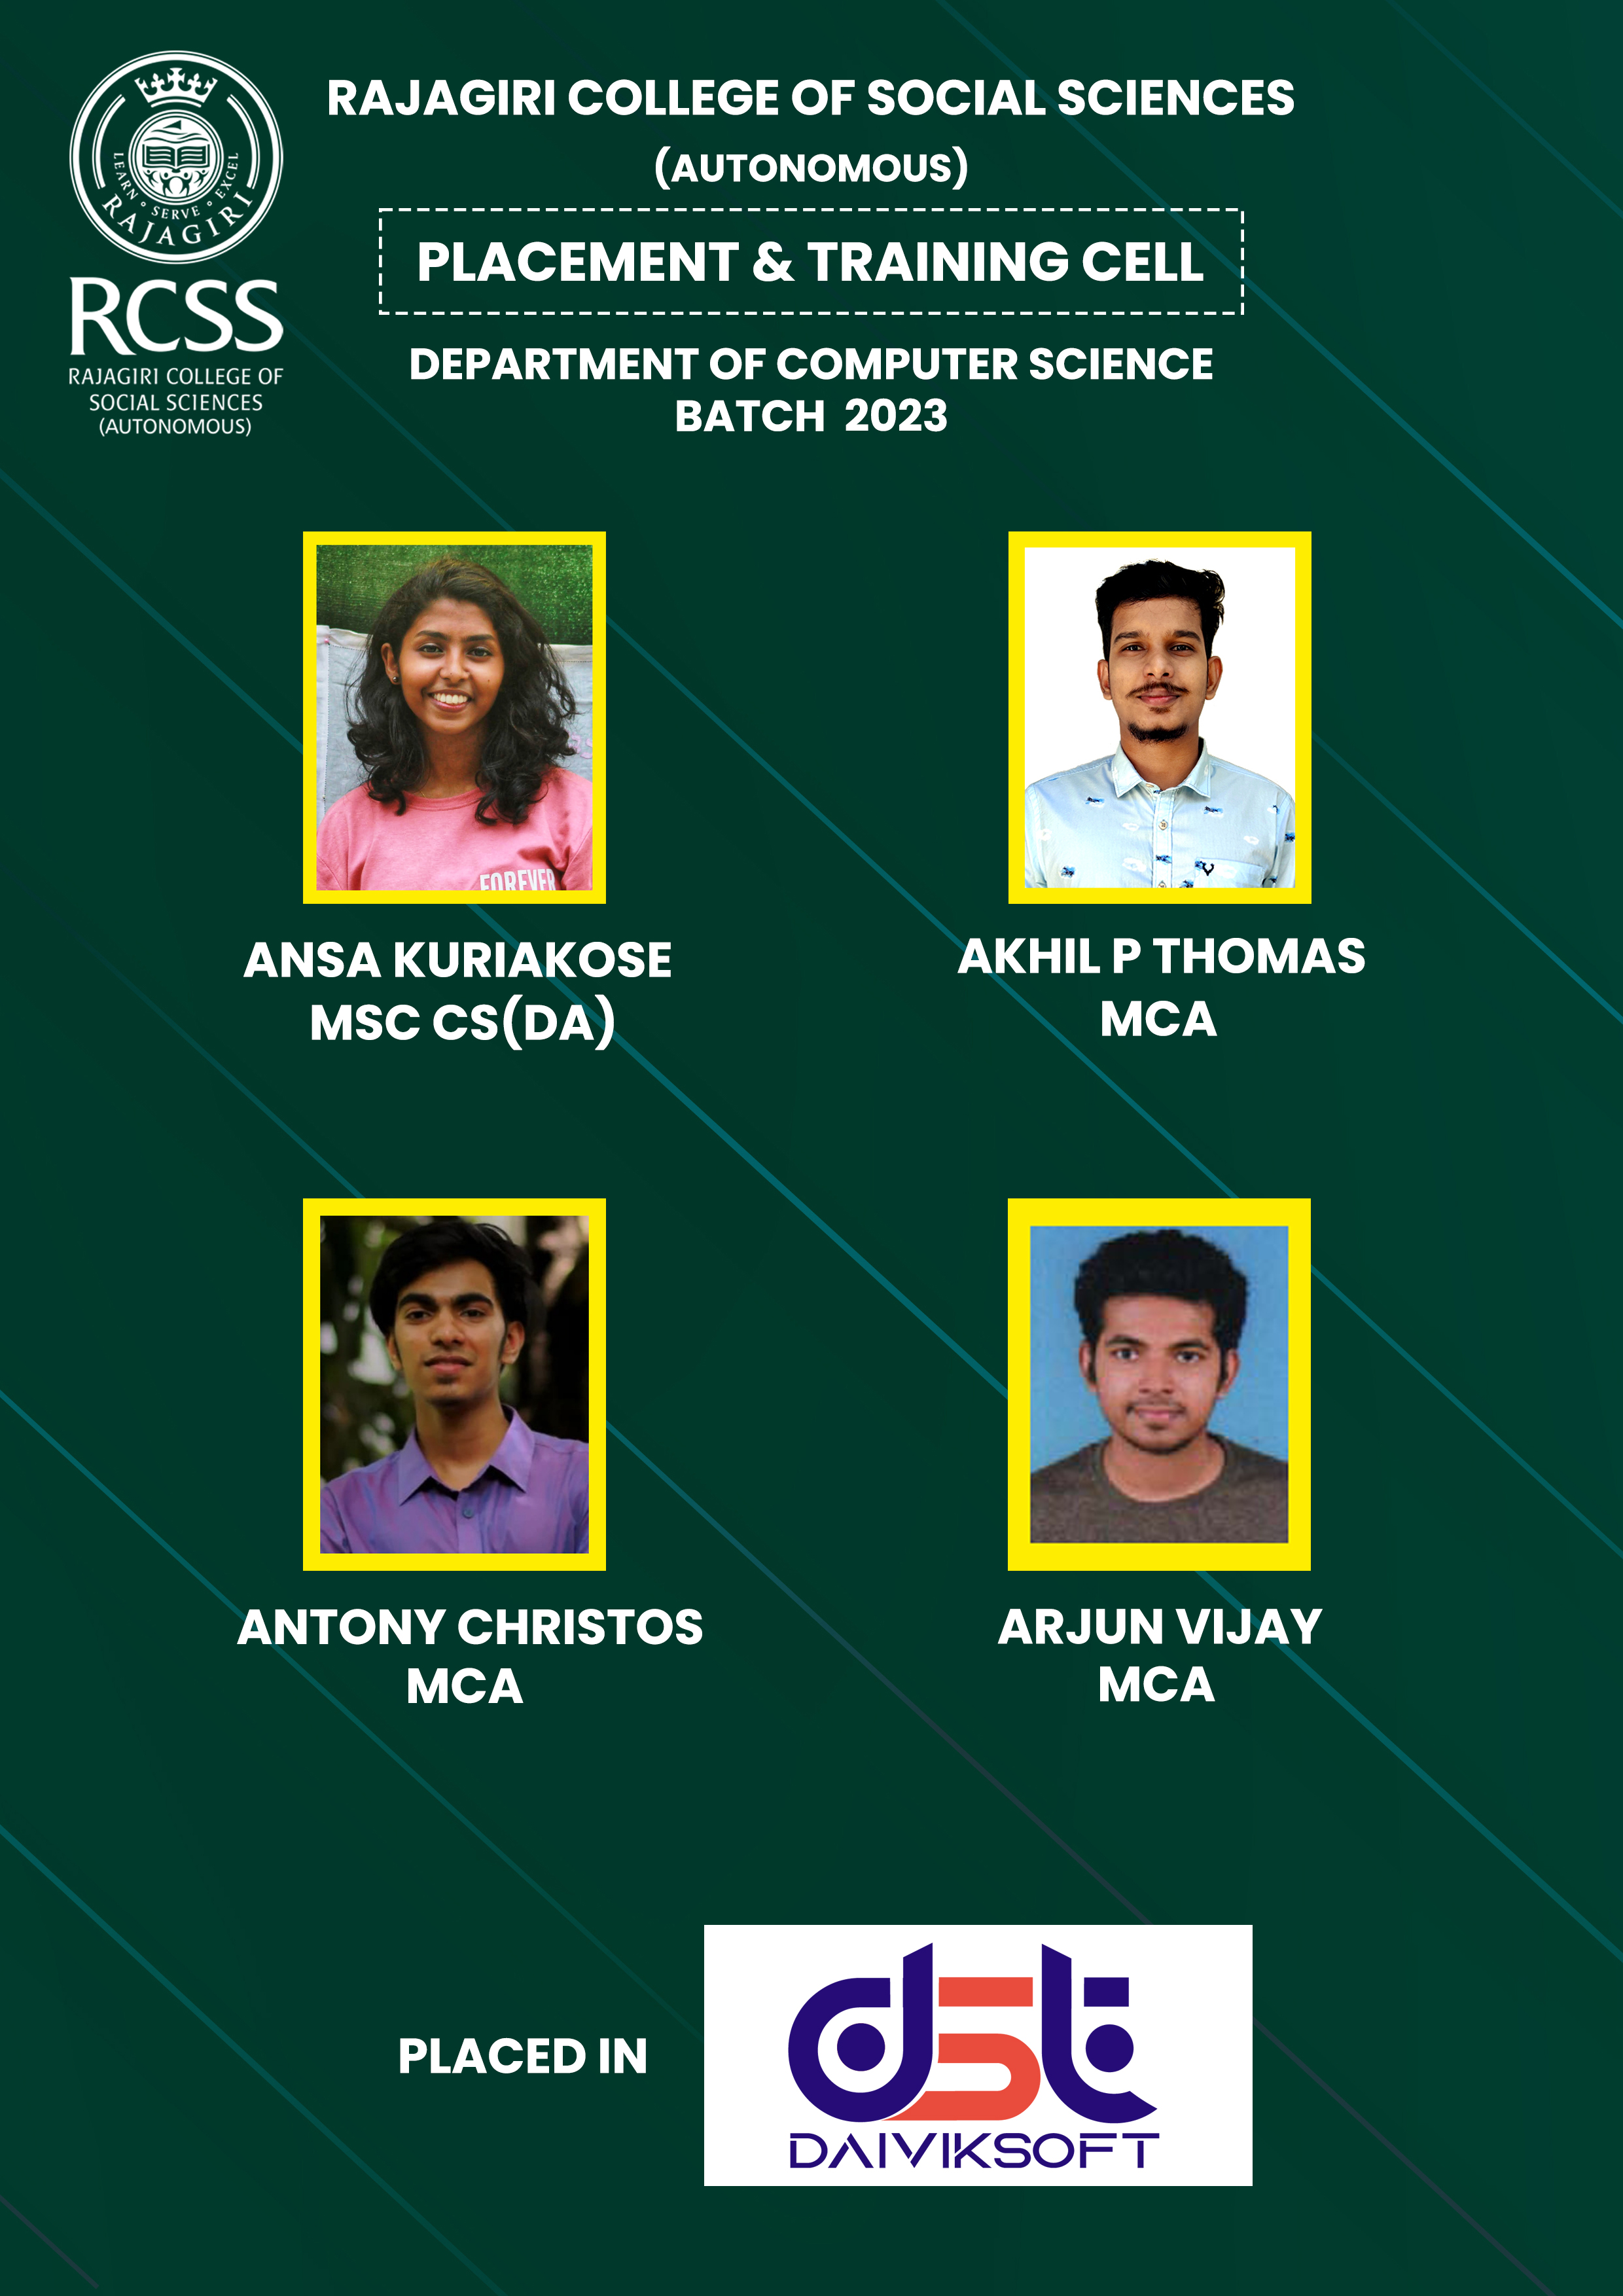 RAJAGIRI COLLEGE OF SOCIAL SCIENCES
(AUTONOMOUS)
PLACEMENT & TRAINING CELL
DEPARTMENT OF COMPUTER SCIENCE
BATCH 2023
LEARN ° SERVE ° EXCEL
RAJAGIRI
RCSS
RAJAGIRI COLLEGE OF
SOCIAL SCIENCES
(AUTONOMOUS)
FOREVER
ANSA KURIAKOSE
MSC CS(DA)
AKHIL P THOMAS
MCA
ANTONY CHRISTOS
MCA
ARJUN VIJAY
MCA
PLACED IN
dst
DAIVIKSOFT